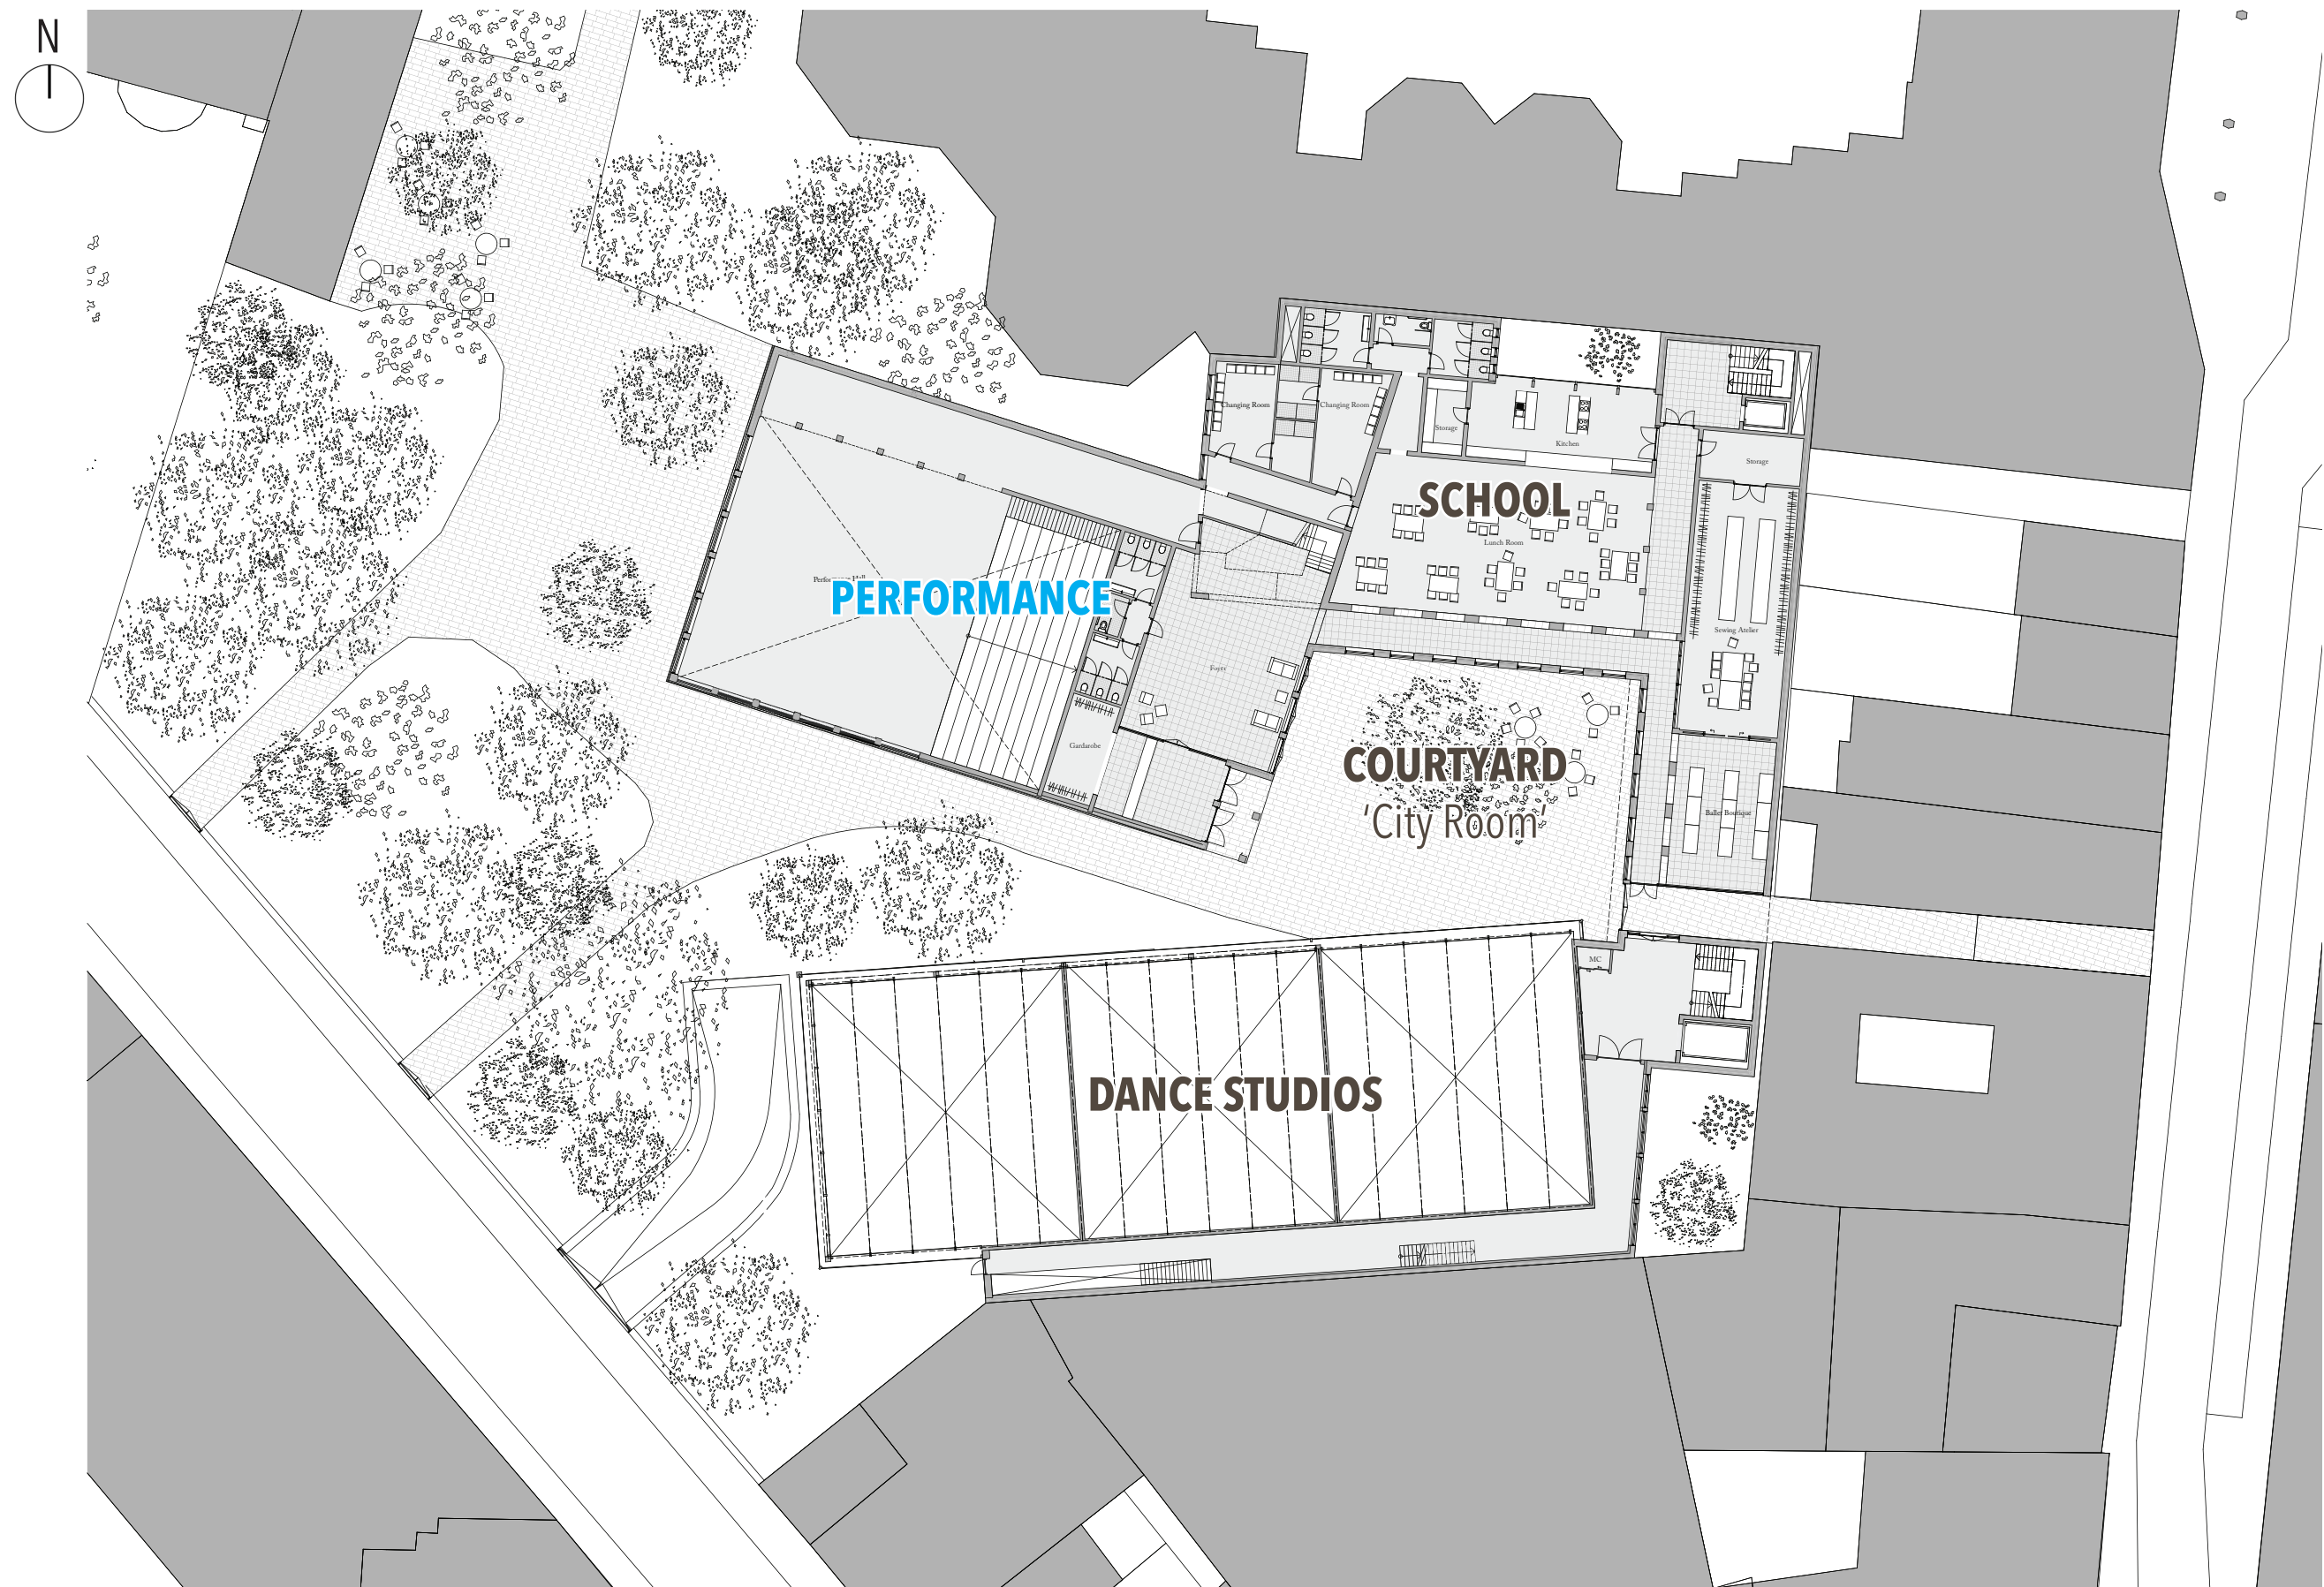 N
Changing Room
Changing Room
Storage
Kitchen
Storage
SCHOOL
Lunch Room
PERFORMANCE
Sewing Atelier
Foyer
Gardarobe
COURTYARD
'City Room'
Ballet Boutique
MC
DANCE STUDIOS